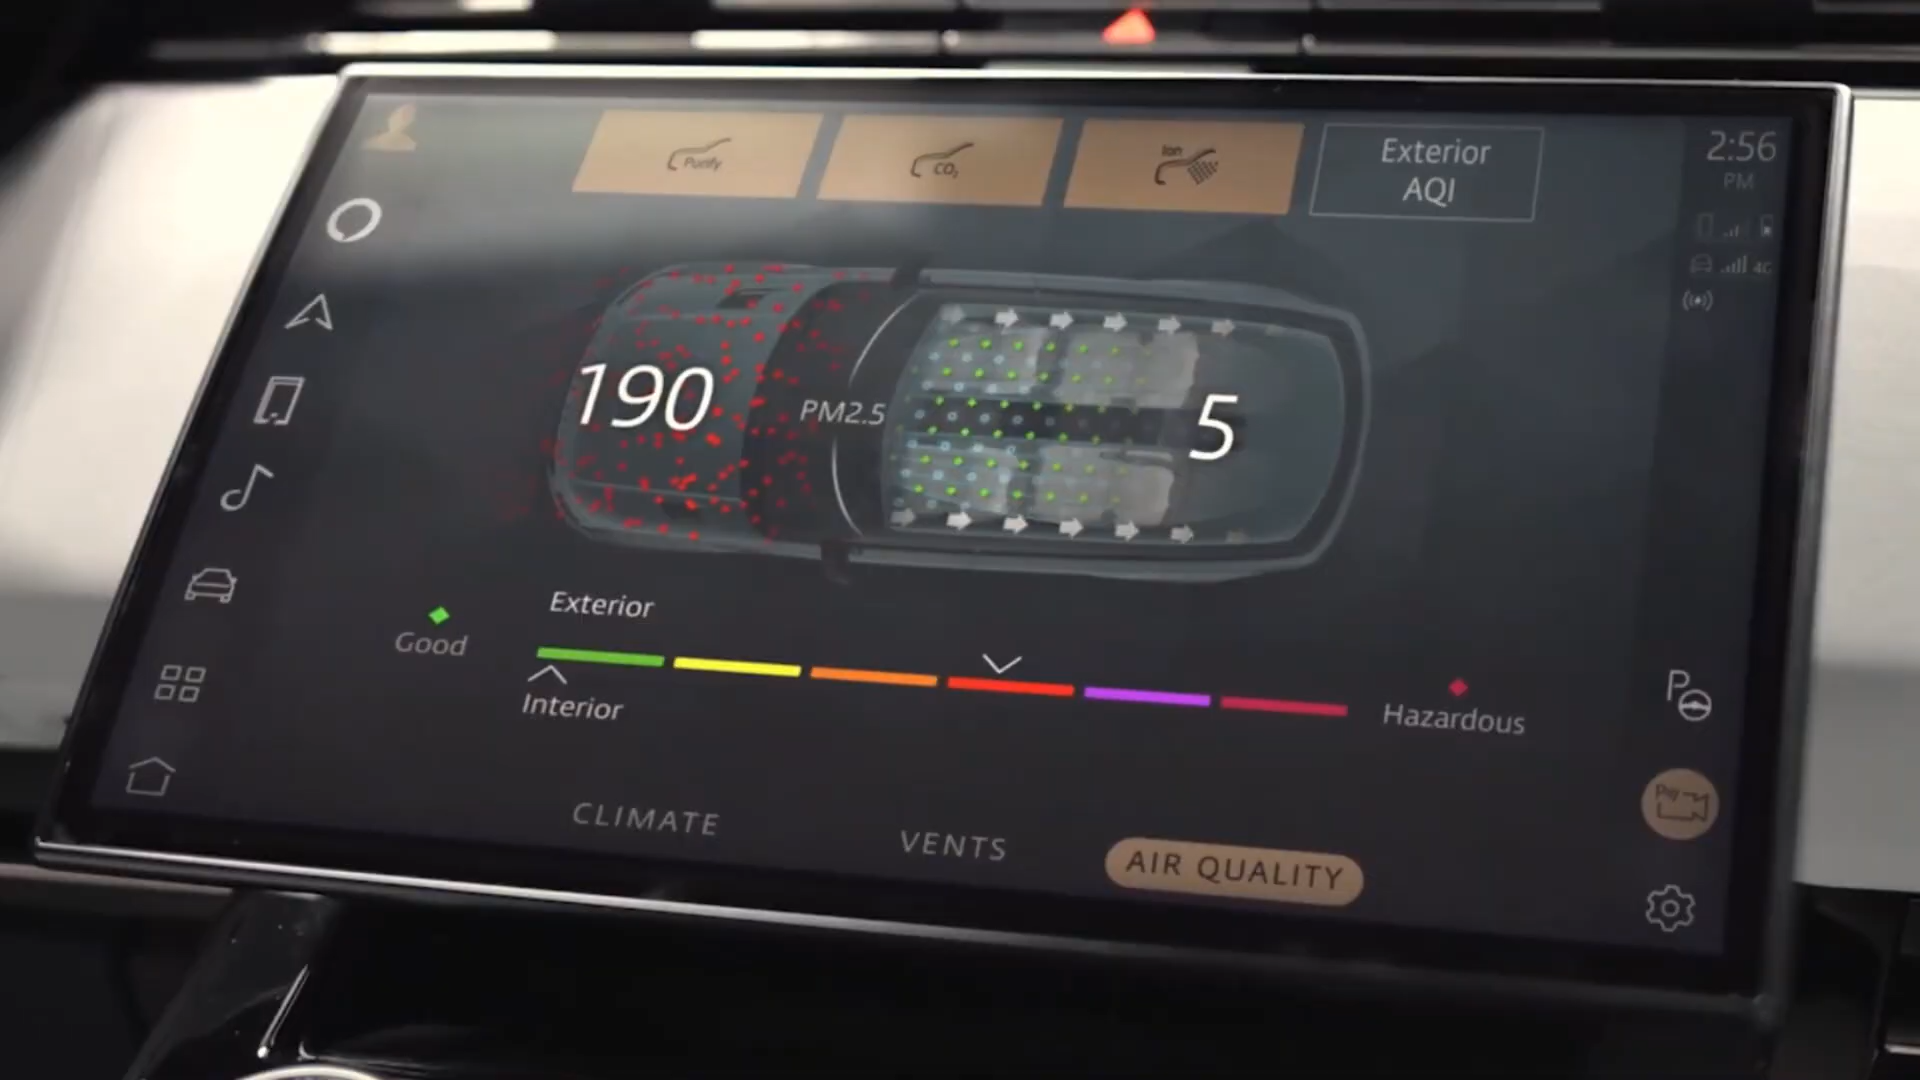 Purify
CO₂
Ion
Exterior
AQI
2:56
PM
4G
190
PM2.5
5
Exterior
Good
Interior
Hazardous
P
CLIMATE
VENTS
AIR QUALITY